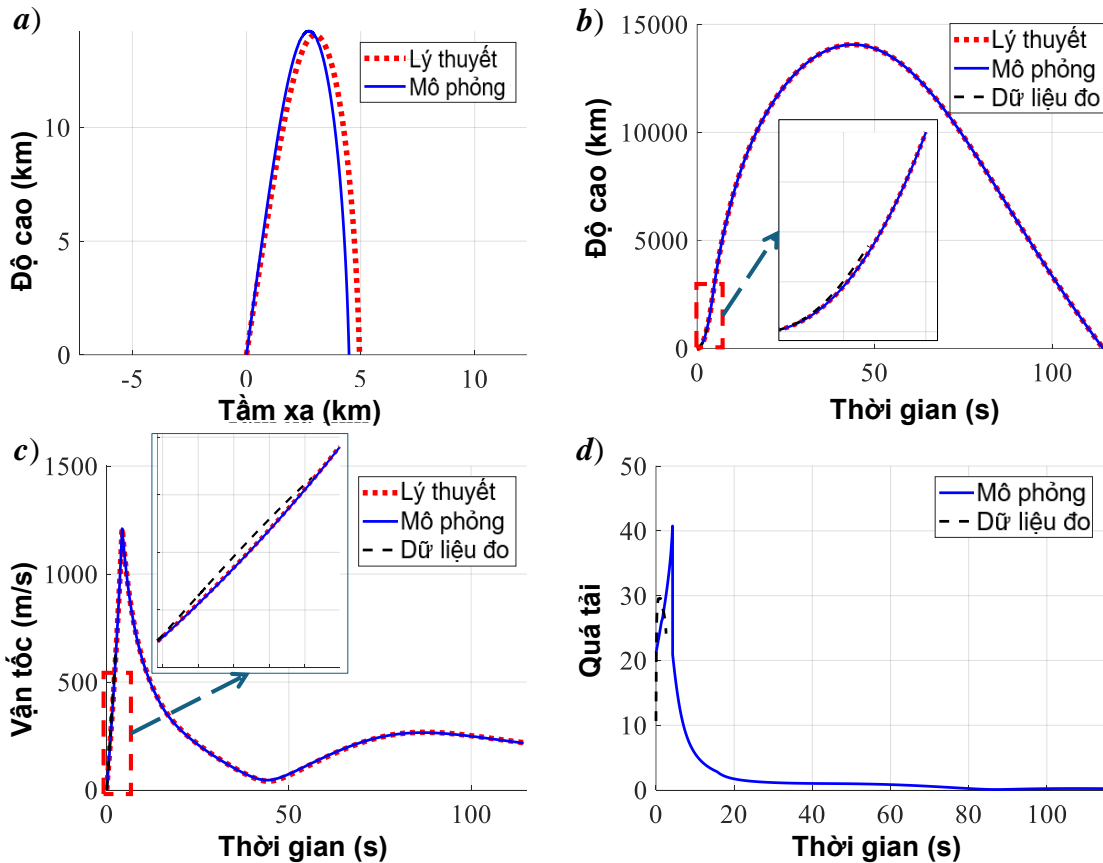 a)
Lý thuyết
Mô phỏng
10
5
0
-5
0
5
10
Độ cao (km)
Tầm xa (km)
b)
15000
10000
5000
0
0
50
100
Lý thuyết
Mô phỏng
Dữ liệu đo
Độ cao (km)
Thời gian (s)
c)
1500
1000
500
0
0
50
100
Lý thuyết
Mô phỏng
Dữ liệu đo
Vận tốc (m/s)
Thời gian (s)
d)
50
40
30
20
10
0
0
20
40
60
80
100
Mô phỏng
Dữ liệu đo
Quá tải
Thời gian (s)